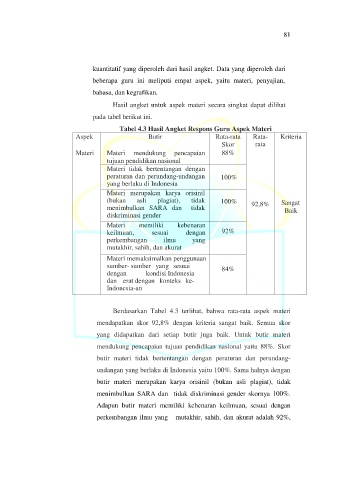 81
kuantitatif yang diperoleh dari hasil angket. Data yang diperoleh dari
beberapa guru ini meliputi empat aspek, yaitu materi, penyajian,
bahasa, dan kegrafikan.
Hasil angket untuk aspek materi secara singkat dapat dilihat
pada tabel berikut ini.
Tabel 4.3 Hasil Angket Respons Guru Aspek Materi
Aspek Butir Rata-rata Skor Rata-rata Kriteria
Materi Materi mendukung pencapaian 88%
tujuan pendidikan nasional
Materi tidak bertentangan dengan
peraturan dan perundang-undangan 100%
yang berlaku di Indonesia
Materi merupakan karya orisinil
(bukan asli plagiat), tidak 100%
menimbulkan SARA dan tidak
diskriminasi gender
92,8% Sangat Baik
Materi memiliki kebenaran
keilmuan, sesuai dengan 92%
perkembangan ilmu yang
mutakhir, sahih, dan akurat
Materi memaksimalkan penggunaan
sumber- sumber yang sesuai
dengan kondisi Indonesia 84%
dan erat dengan konteks ke-
Indonesia-an
Berdasarkan Tabel 4.3 terlihat, bahwa rata-rata aspek materi
mendapatkan skor 92,8% dengan kriteria sangat baik. Semua skor
yang didapatkan dari setiap butir juga baik. Untuk butir materi
mendukung pencapaian tujuan pendidikan nasional yaitu 88%. Skor
butir materi tidak bertentangan dengan peraturan dan perundang-
undangan yang berlaku di Indonesia yaitu 100%. Sama halnya dengan
butir materi merupakan karya orisinil (bukan asli plagiat), tidak
menimbulkan SARA dan tidak diskriminasi gender skornya 100%.
Adapun butir materi memiliki kebenaran keilmuan, sesuai dengan
perkembangan ilmu yang mutakhir, sahih, dan akurat adalah 92%,